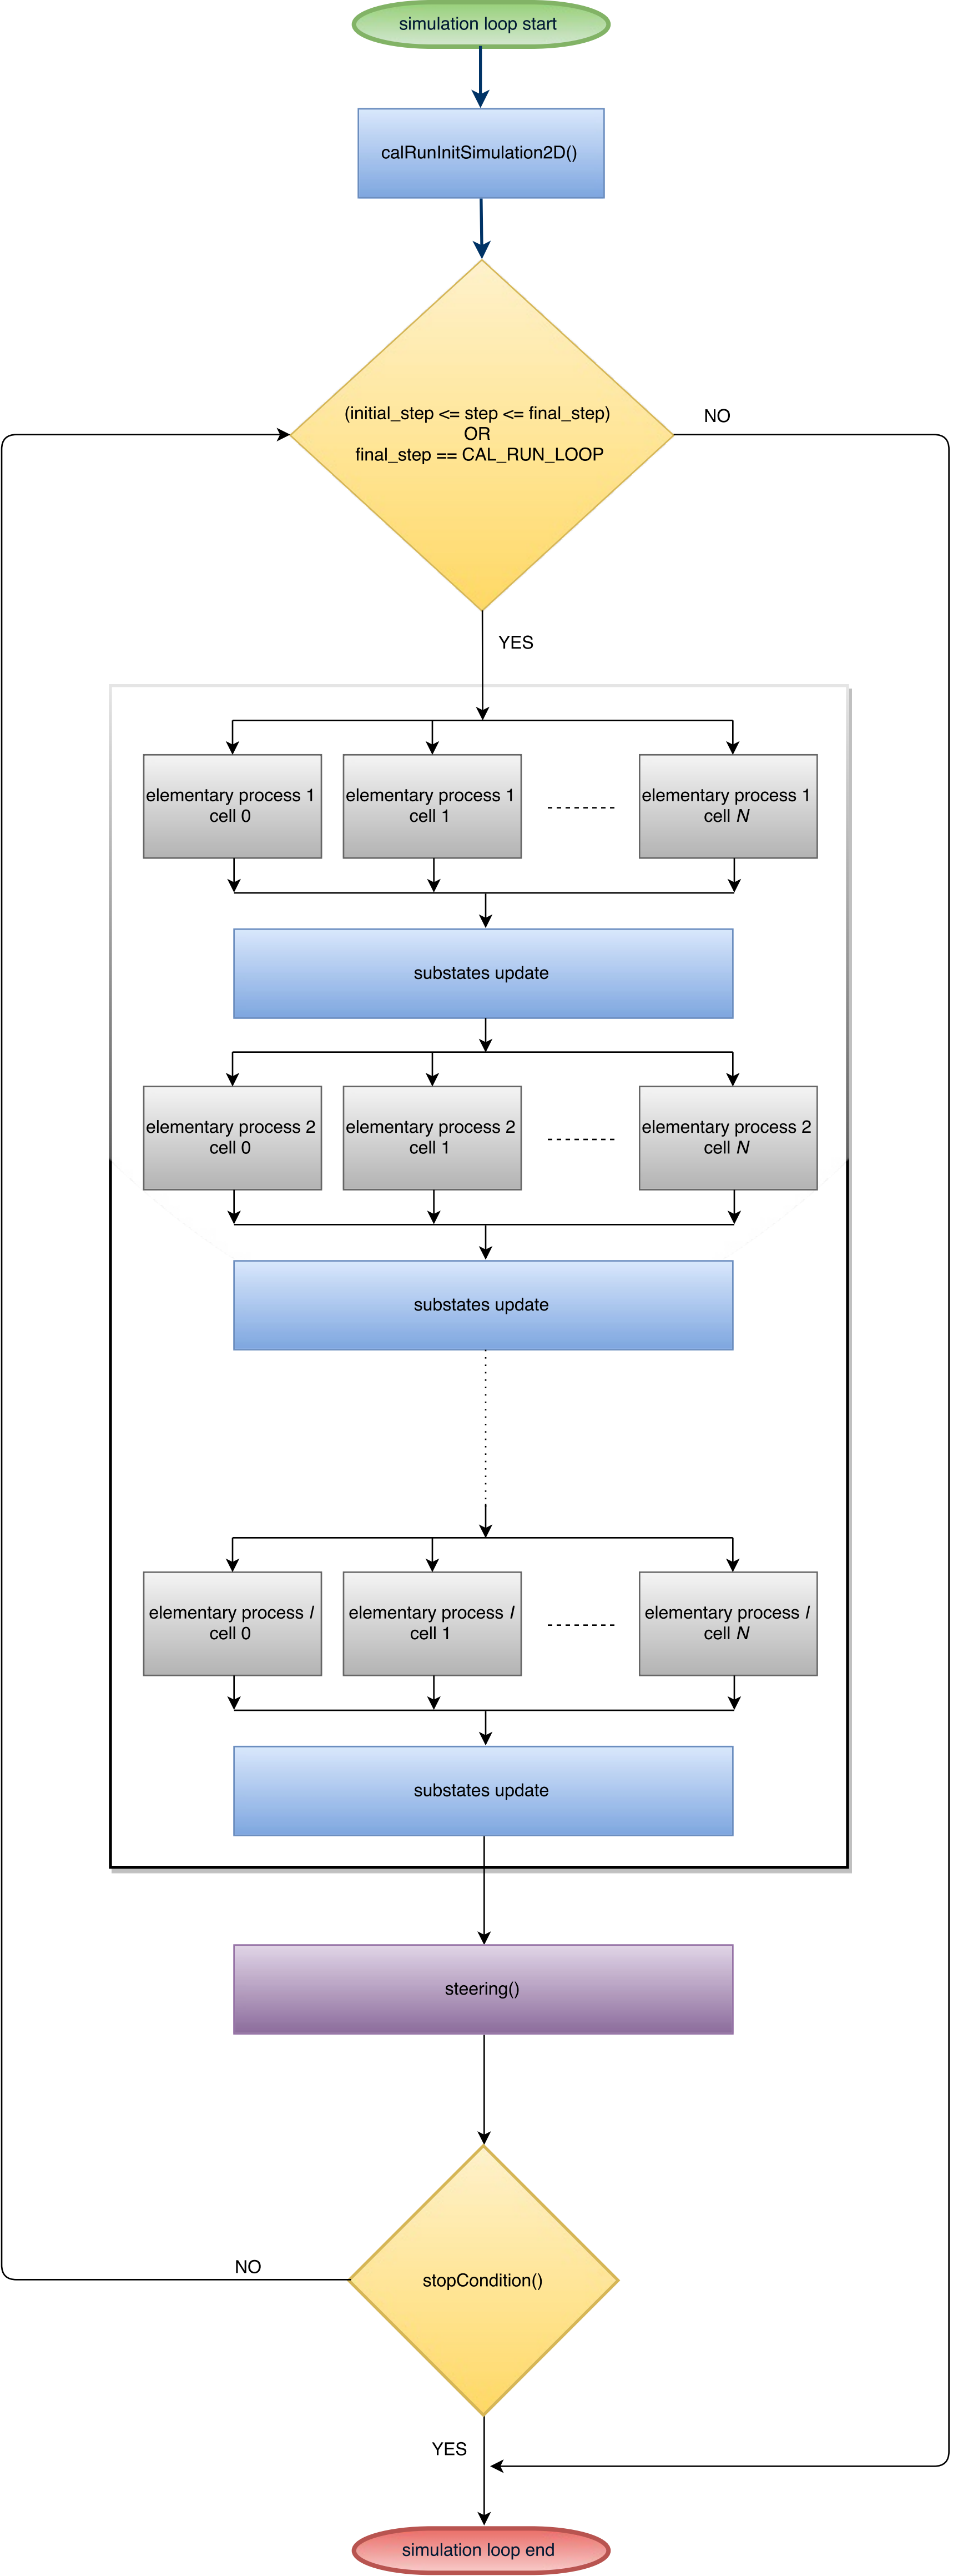 simulation loop start
calRunInitSimulation2D()
(initial_step <= step <= final_step)
OR
final_step == CAL_RUN_LOOP
NO
YES
elementary process 1
cell 0
elementary process 1
cell 1
elementary process 1
cell N
substates update
elementary process 2
cell 0
elementary process 2
cell 1
elementary process 2
cell N
substates update
elementary process l
cell 0
elementary process l
cell 1
elementary process l
cell N
substates update
steering()
stopCondition()
NO
YES
simulation loop end